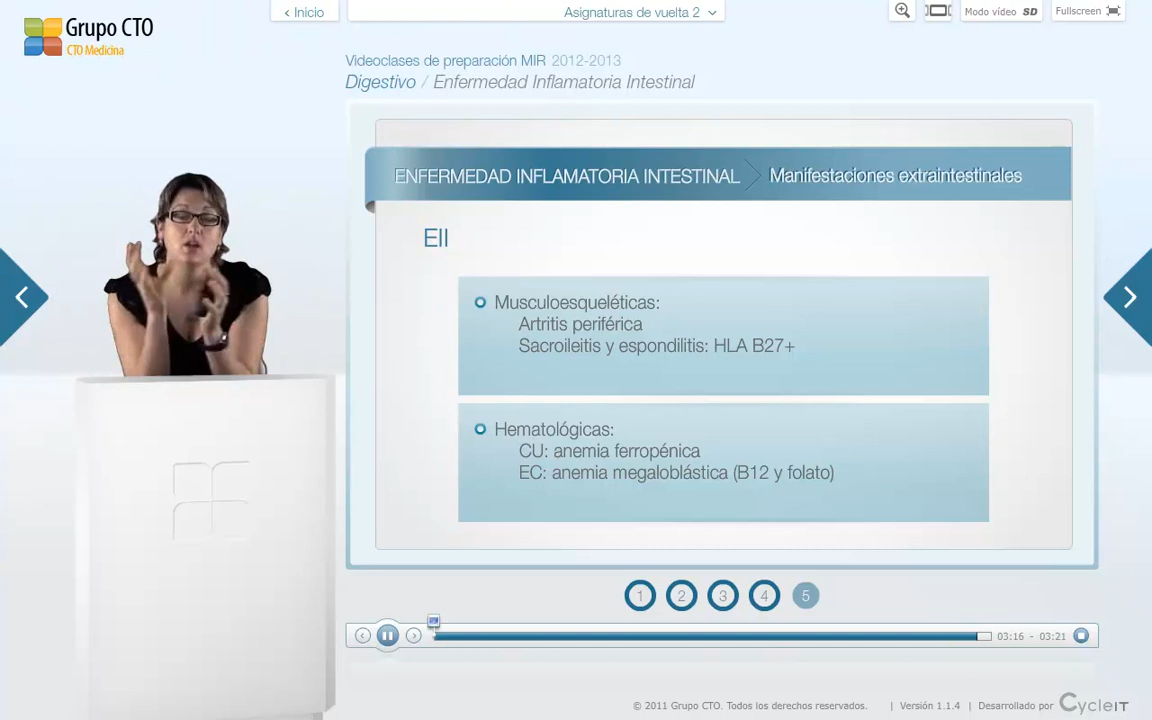 Grupo CTO
CTO Medicina
‹ Inicio
Asignaturas de vuelta 2
Modo vídeo SD
Fullscreen
Videoclases de preparación MIR 2012-2013
Digestivo / Enfermedad Inflamatoria Intestinal
ENFERMEDAD INFLAMATORIA INTESTINAL
Manifestaciones extraintestinales
EII
Musculoesqueléticas:
Artritis periférica
Sacroileitis y espondilitis: HLA B27+
Hematológicas:
CU: anemia ferropénica
EC: anemia megaloblástica (B12 y folato)
1 2 3 4 5
03:16 - 03:21
© 2011 Grupo CTO. Todos los derechos reservados. | Versión 1.1.4 | Desarrollado por CycleIT